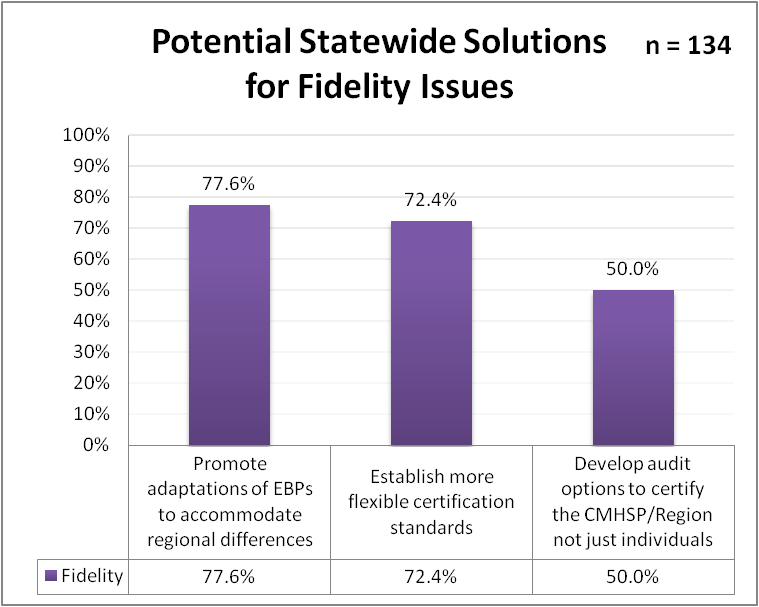 Potential Statewide Solutions
for Fidelity Issues
n = 134
100%
90%
80%
70%
60%
50%
40%
30%
20%
10%
0%
77.6%
72.4%
50.0%
Promote
adaptations of EBPs
to accommodate
regional differences
Establish more
flexible certification
standards
Develop audit
options to certify
the CMHSP/Region
not just individuals
Fidelity
77.6%
72.4%
50.0%